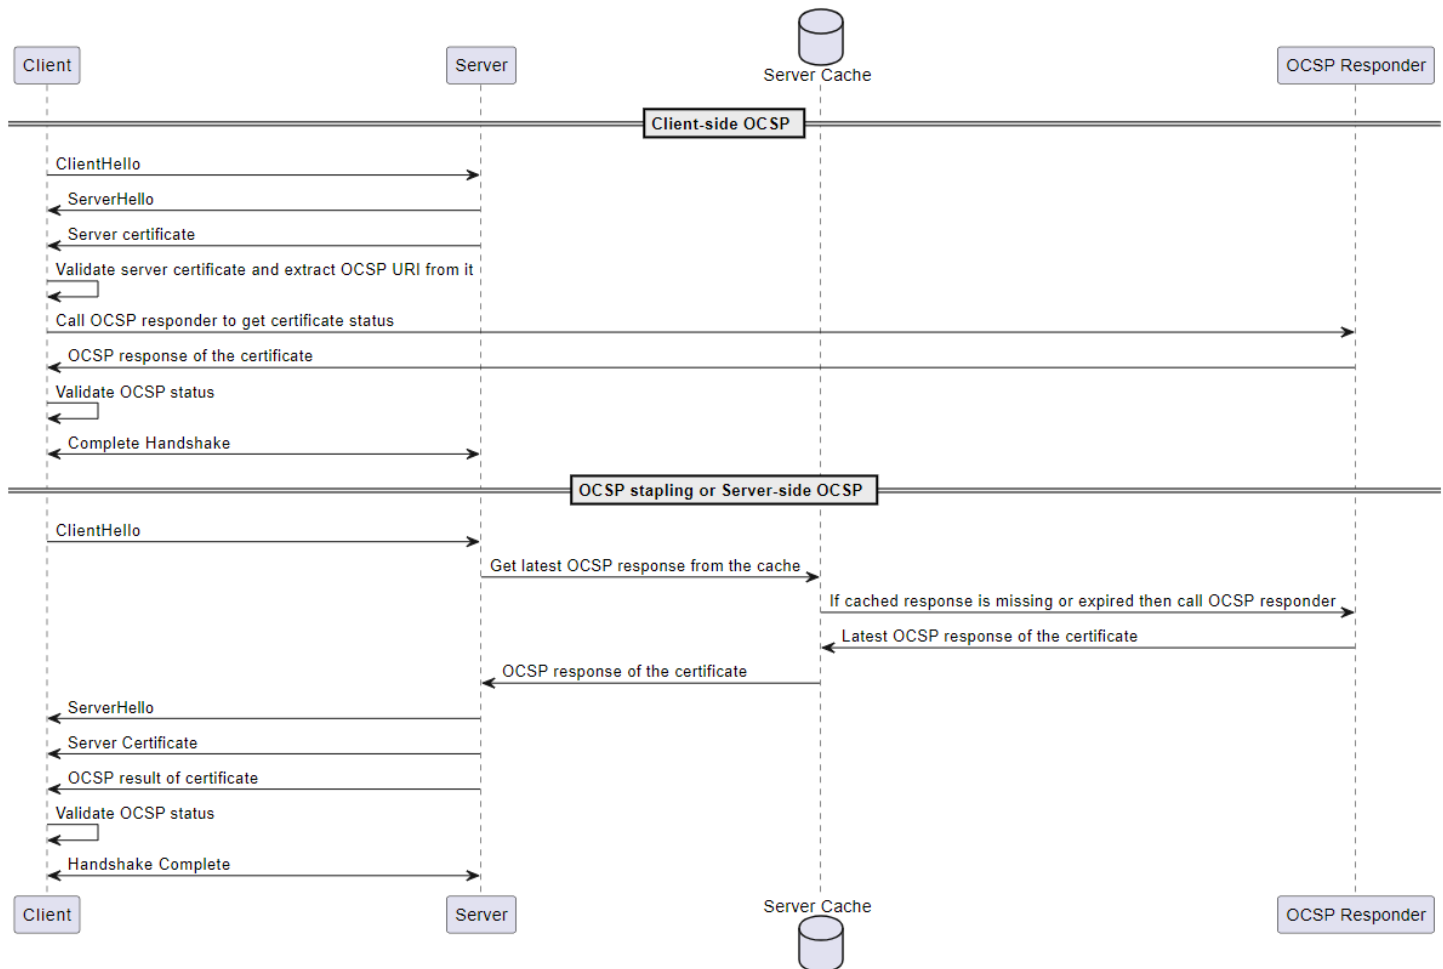 Client
Server
Server Cache
OCSP Responder
Client-side OCSP
ClientHello
ServerHello
Server certificate
Validate server certificate and extract OCSP URI from it
Call OCSP responder to get certificate status
OCSP response of the certificate
Validate OCSP status
Complete Handshake
OCSP stapling or Server-side OCSP
ClientHello
Get latest OCSP response from the cache
If cached response is missing or expired then call OCSP responder
Latest OCSP response of the certificate
OCSP response of the certificate
ServerHello
Server Certificate
OCSP result of certificate
Validate OCSP status
Handshake Complete
Client
Server
Server Cache
OCSP Responder